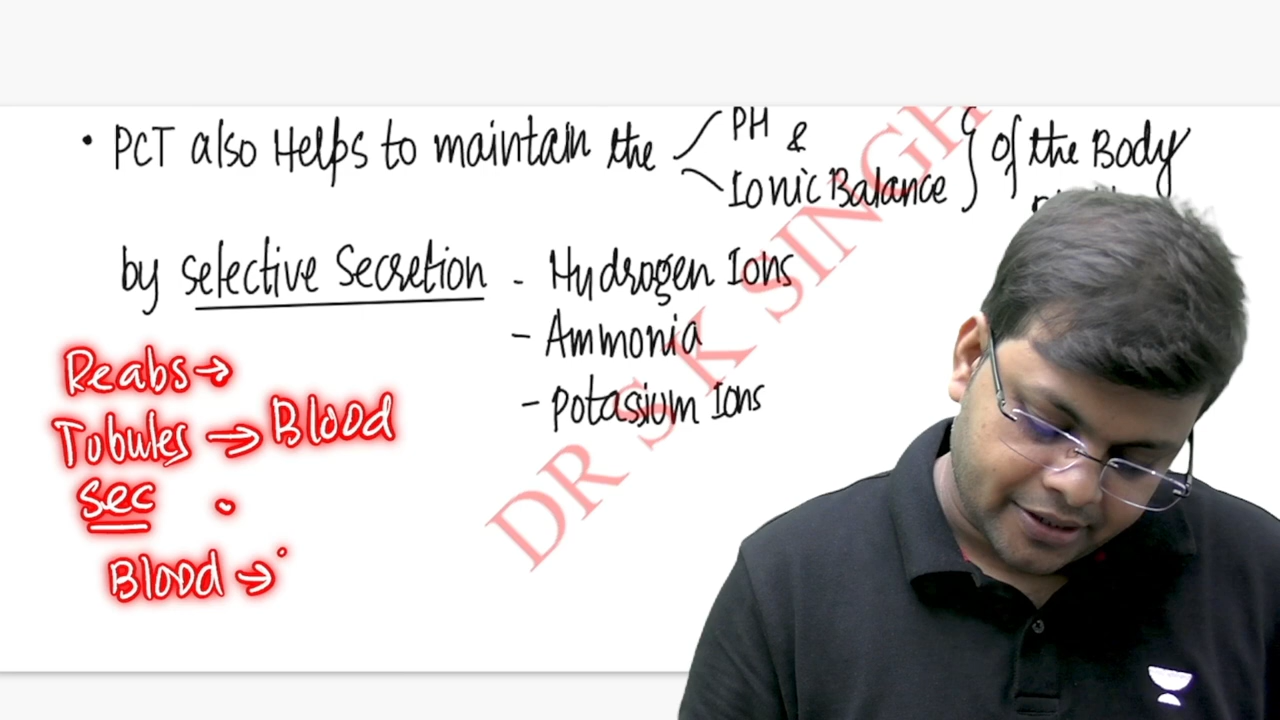 • PCT also Helps to maintain the PH & Ionic Balance } of the Body
by selective secretion - Hydrogen Ions
- Ammonia
- Potassium Ions
Reabs →
Tubules → Blood
Sec
Blood →
DR S K SINGH